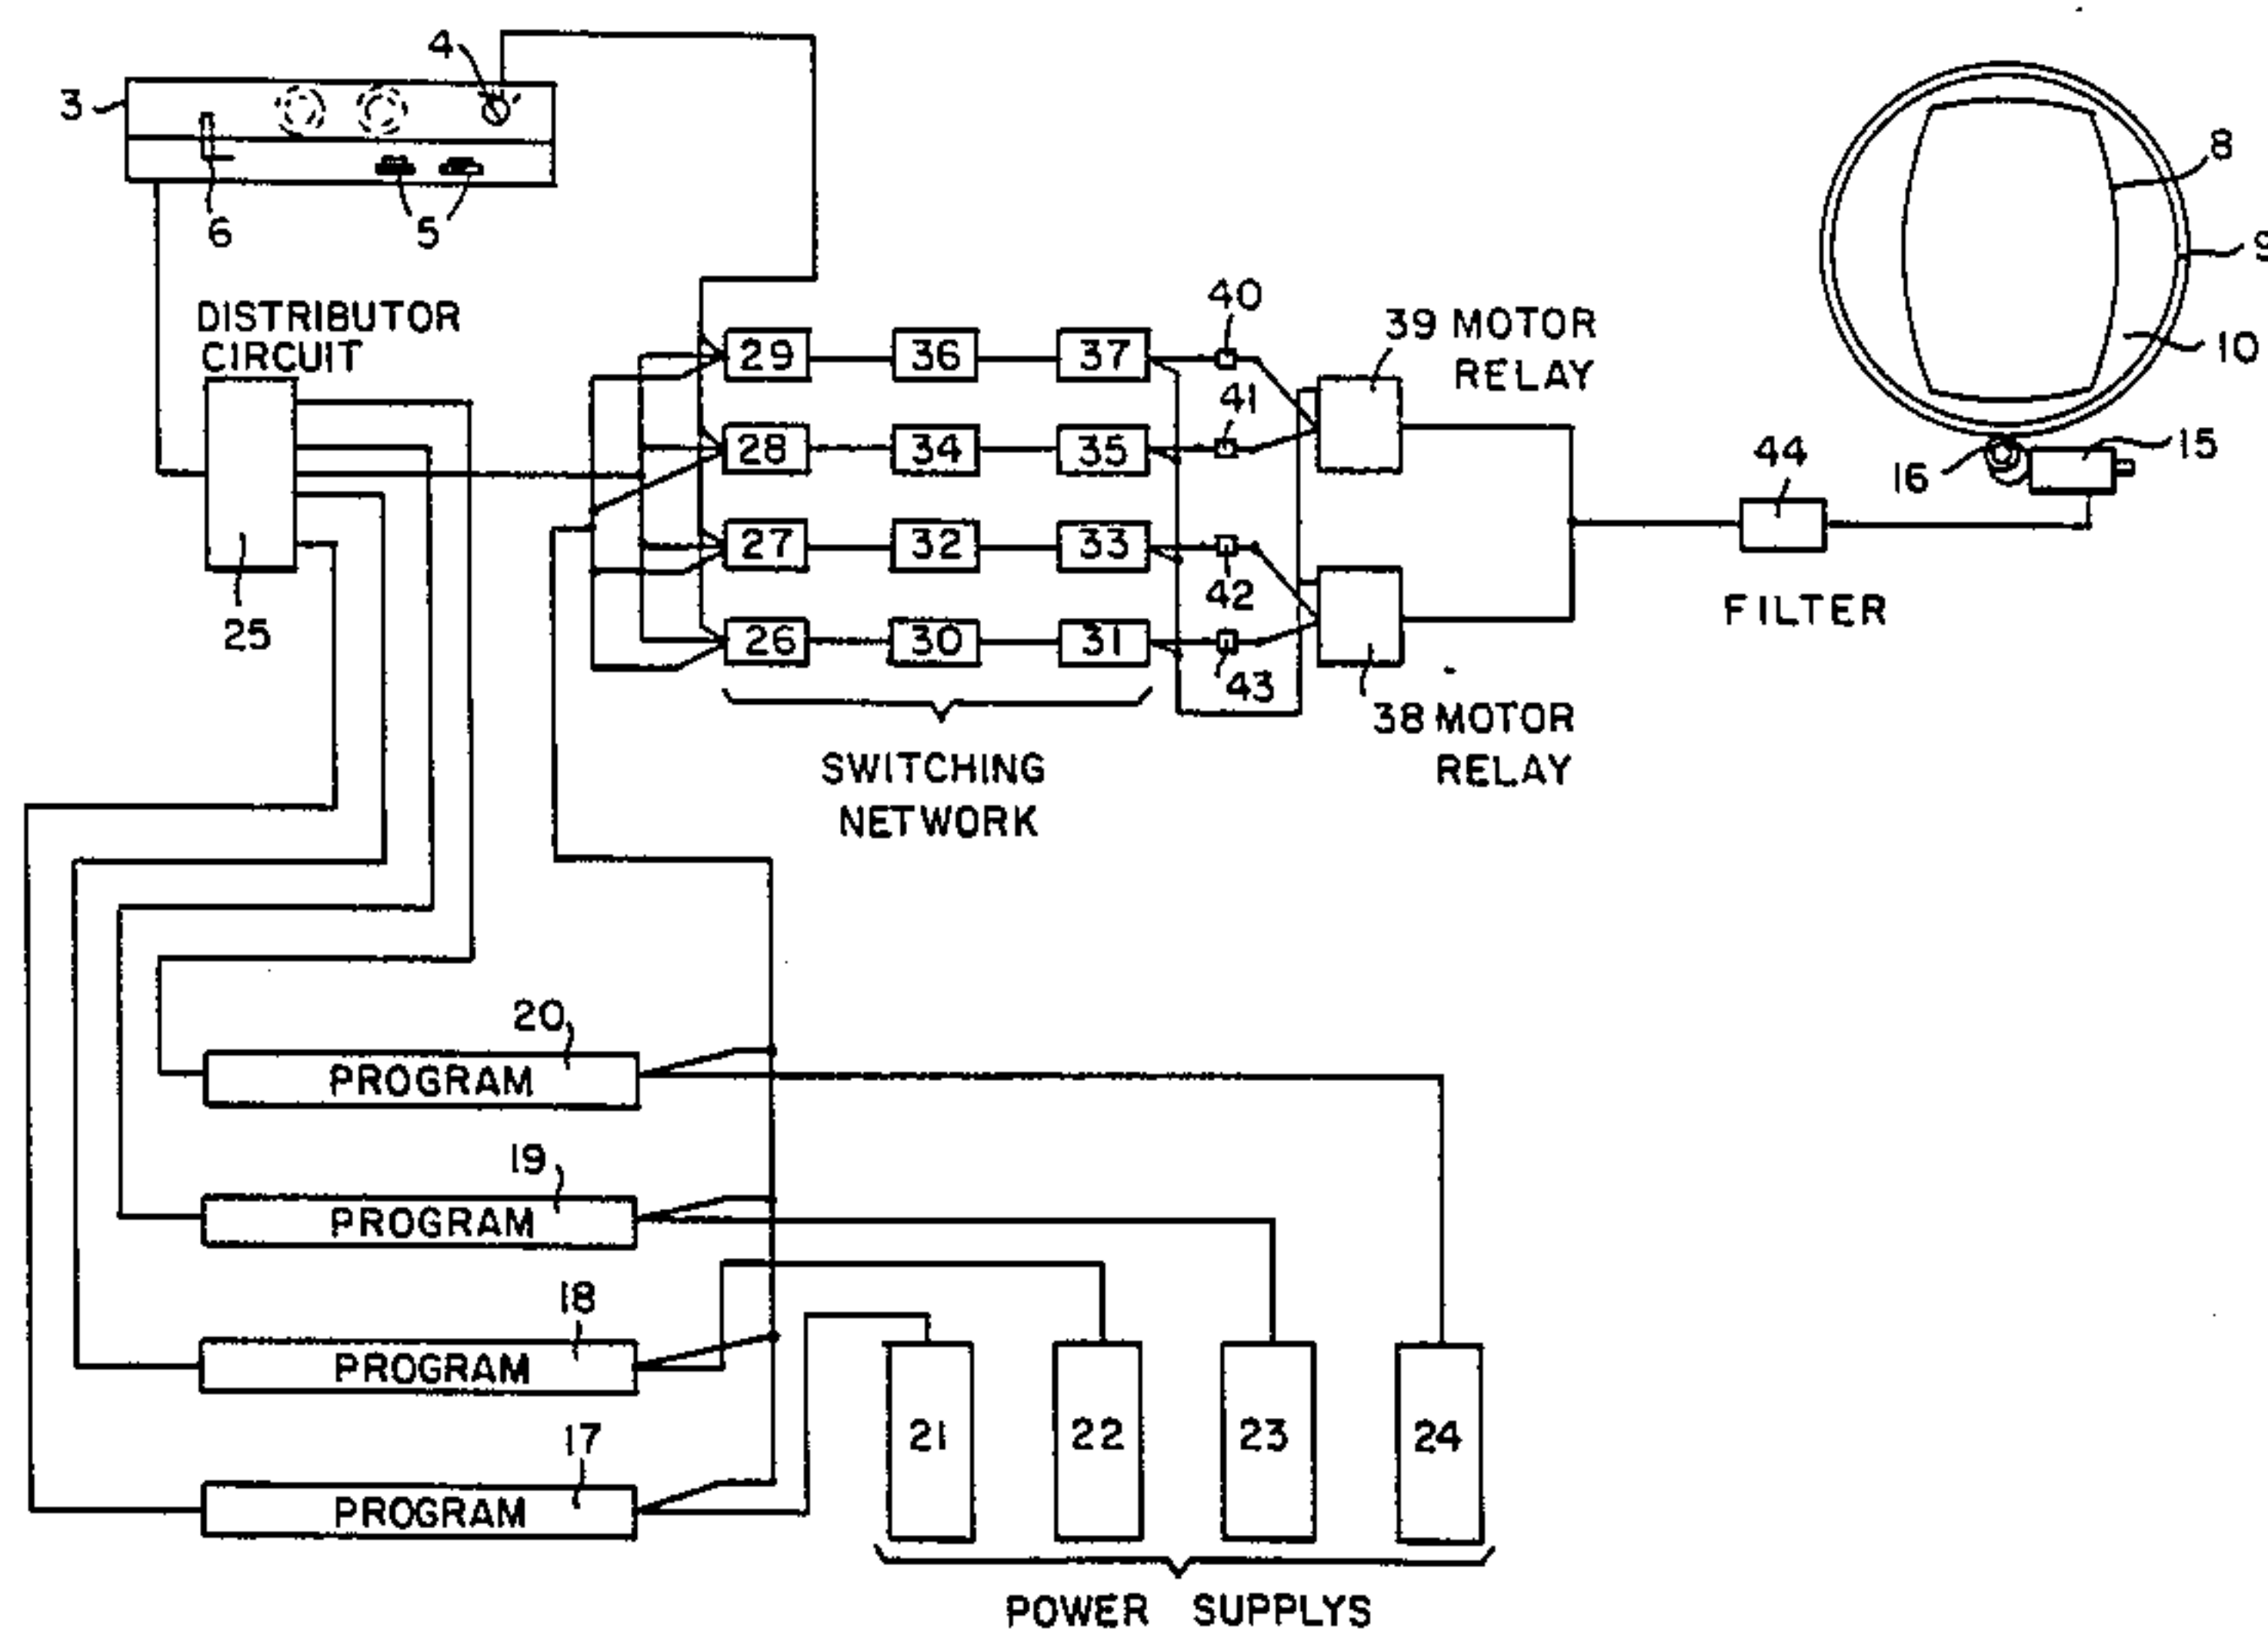 4
3
6
5
8
9
10
DISTRIBUTOR
CIRCUIT
25
40
39 MOTOR
RELAY
29
36
37
41
28
34
35
44
16
15
27
32
33
42
FILTER
26
30
31
43
38 MOTOR
RELAY
SWITCHING
NETWORK
20
PROGRAM
19
PROGRAM
18
PROGRAM
17
PROGRAM
21
22
23
24
POWER SUPPLYS